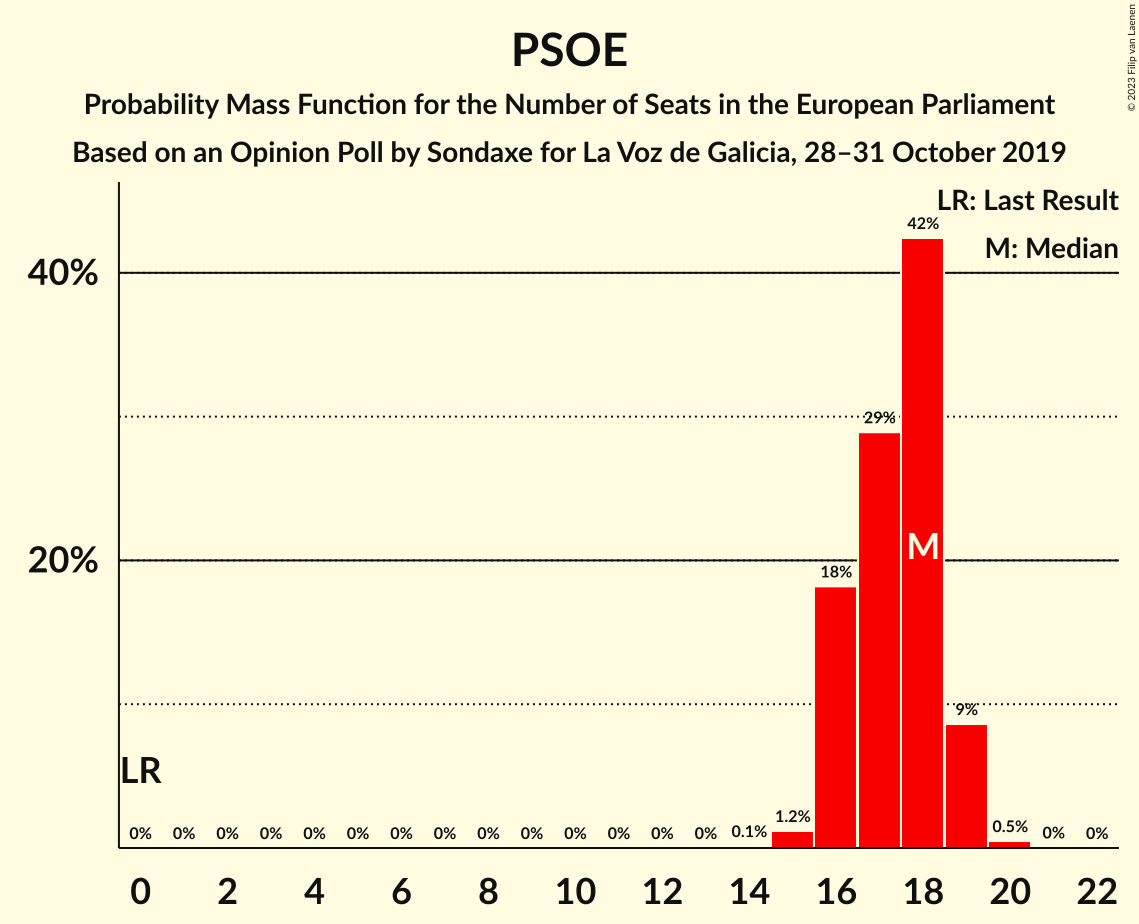 PSOE
Probability Mass Function for the Number of Seats in the European Parliament
Based on an Opinion Poll by Sondaxe for La Voz de Galicia, 28–31 October 2019
© 2023 Filip van Laenen
LR: Last Result
M: Median
42%
40%
29%
M
20%
18%
9%
LR
0% 0% 0% 0% 0% 0% 0% 0% 0% 0% 0% 0% 0% 0% 0.1% 1.2% 0.5% 0% 0%
0 2 4 6 8 10 12 14 16 18 20 22